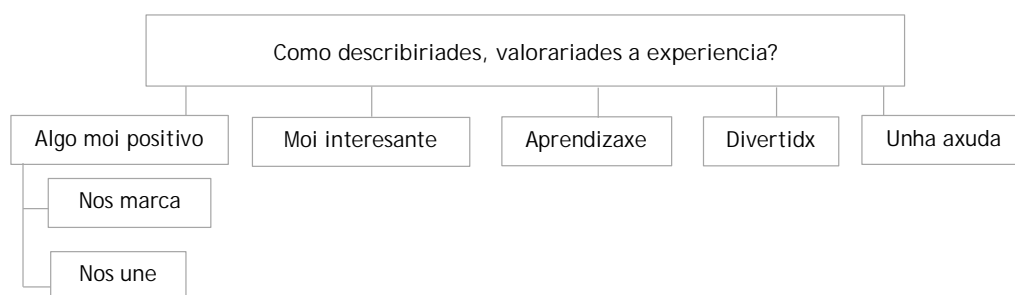 Como describiriades, valorariades a experiencia?
Algo moi positivo
Moi interesante
Aprendizaxe
Divertidx
Unha axuda
Nos marca
Nos une